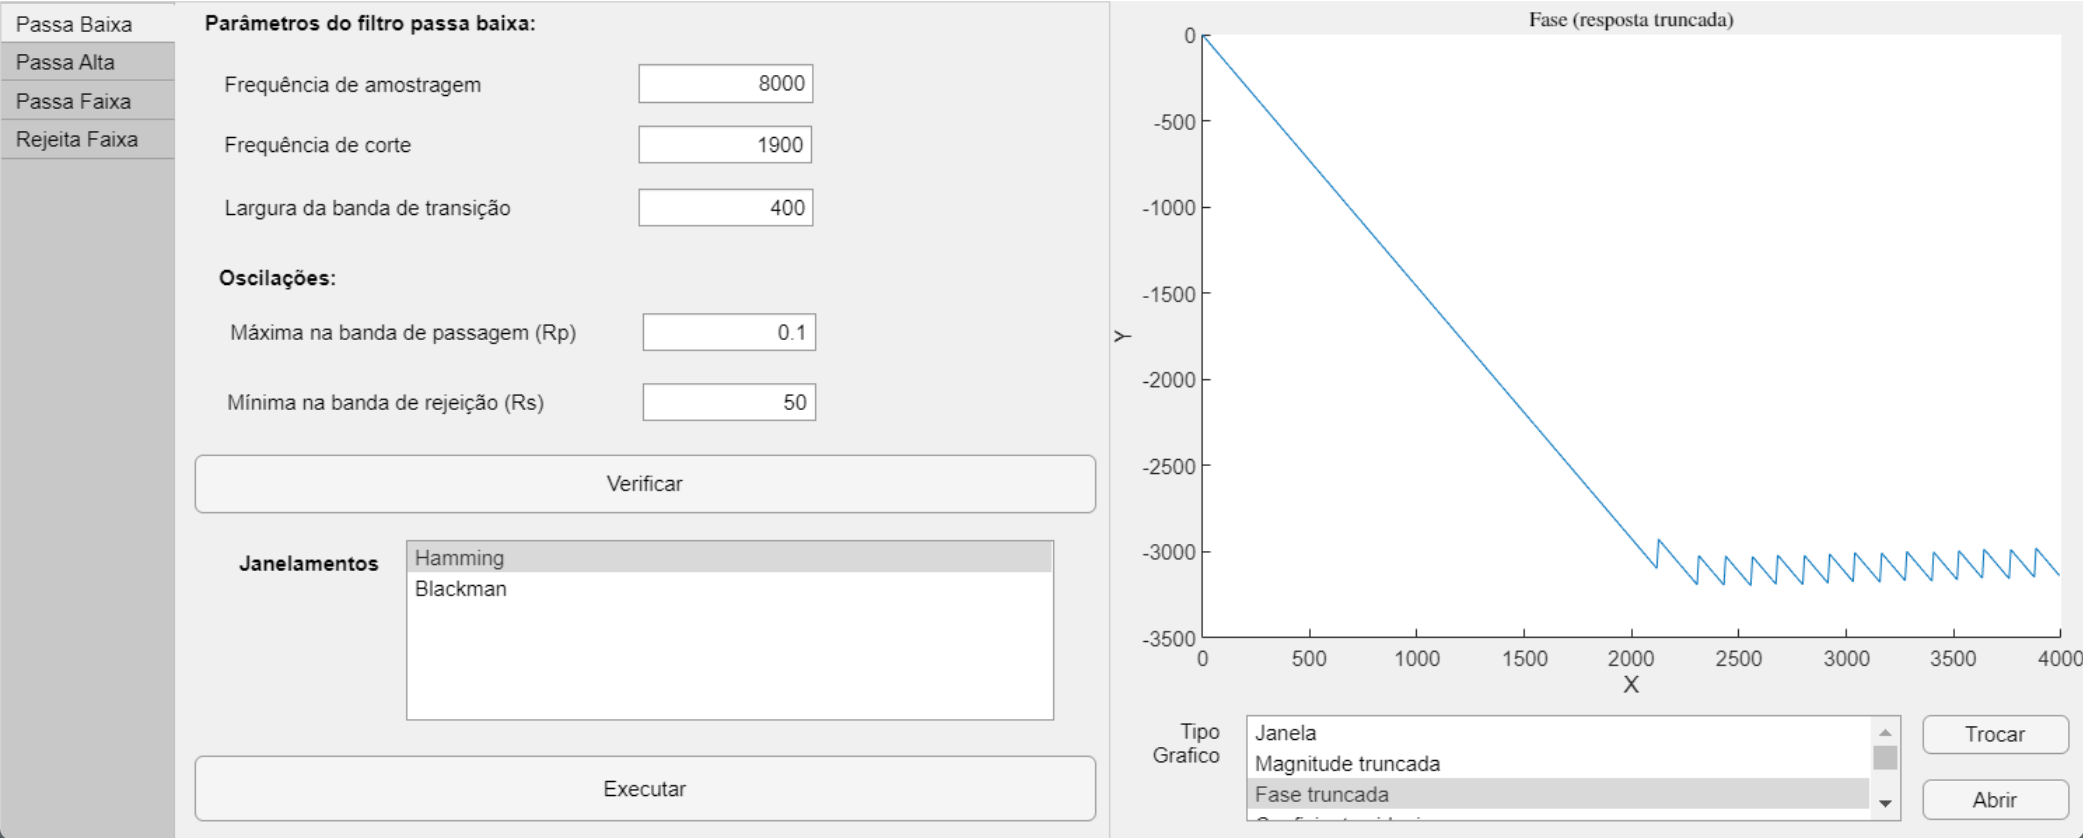 Passa Baixa
Passa Alta
Passa Faixa
Rejeita Faixa
Parâmetros do filtro passa baixa:
Frequência de amostragem 8000
Frequência de corte 1900
Largura da banda de transição 400
Oscilações:
Máxima na banda de passagem (Rp) 0.1
Mínima na banda de rejeição (Rs) 50
Verificar
Janelamentos
Hamming
Blackman
Executar
Fase (resposta truncada)
0
-500
-1000
-1500
-2000
-2500
-3000
-3500
Y
0 500 1000 1500 2000 2500 3000 3500 4000
X
Tipo
Grafico
Janela
Magnitude truncada
Fase truncada
Trocar
Abrir